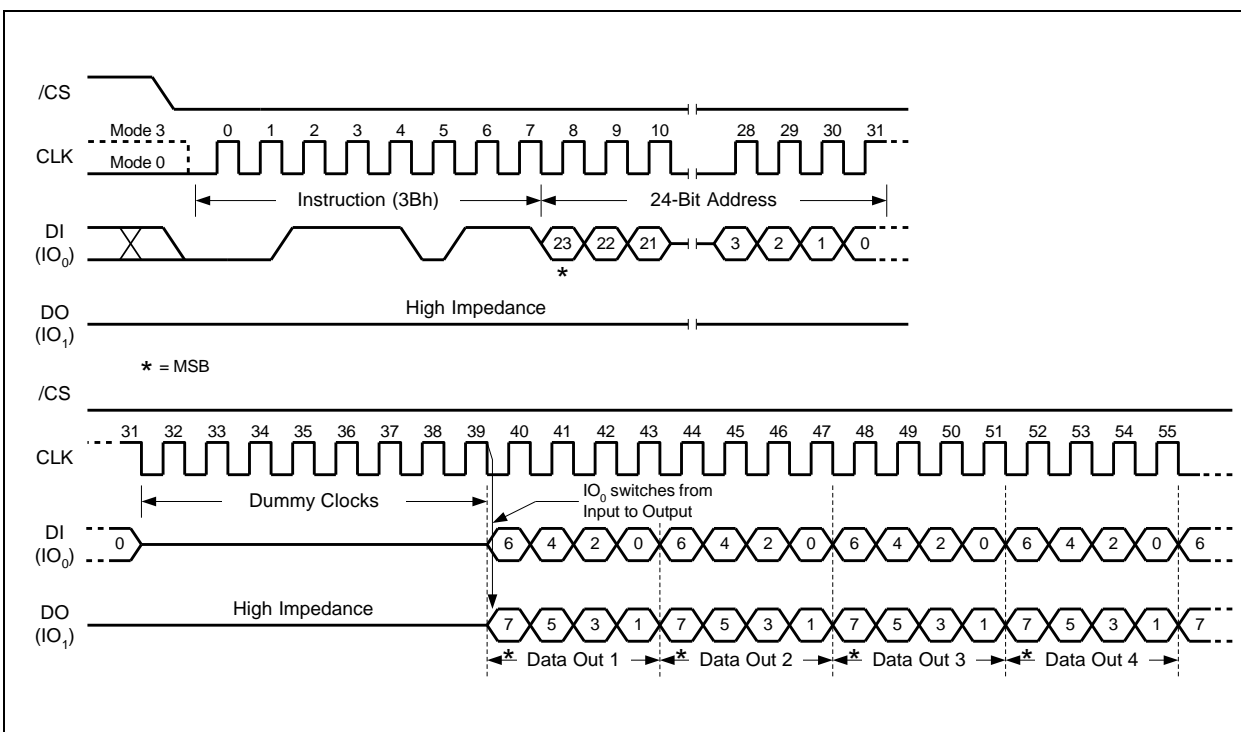 /CS
Mode 3 0 1 2 3 4 5 6 7 8 9 10 28 29 30 31
CLK
Mode 0
Instruction (3Bh) 24-Bit Address
DI
(IO0) 23 22 21 3 2 1 0
*
High Impedance
DO
(IO1)
* = MSB
/CS
31 32 33 34 35 36 37 38 39 40 41 42 43 44 45 46 47 48 49 50 51 52 53 54 55
CLK
Dummy Clocks
IO0 switches from
Input to Output
DI
(IO0) 0 6 4 2 0 6 4 2 0 6 4 2 0 6 4 2 0 6
High Impedance
DO
(IO1) 7 5 3 1 7 5 3 1 7 5 3 1 7 5 3 1 7
* Data Out 1 * Data Out 2 * Data Out 3 * Data Out 4